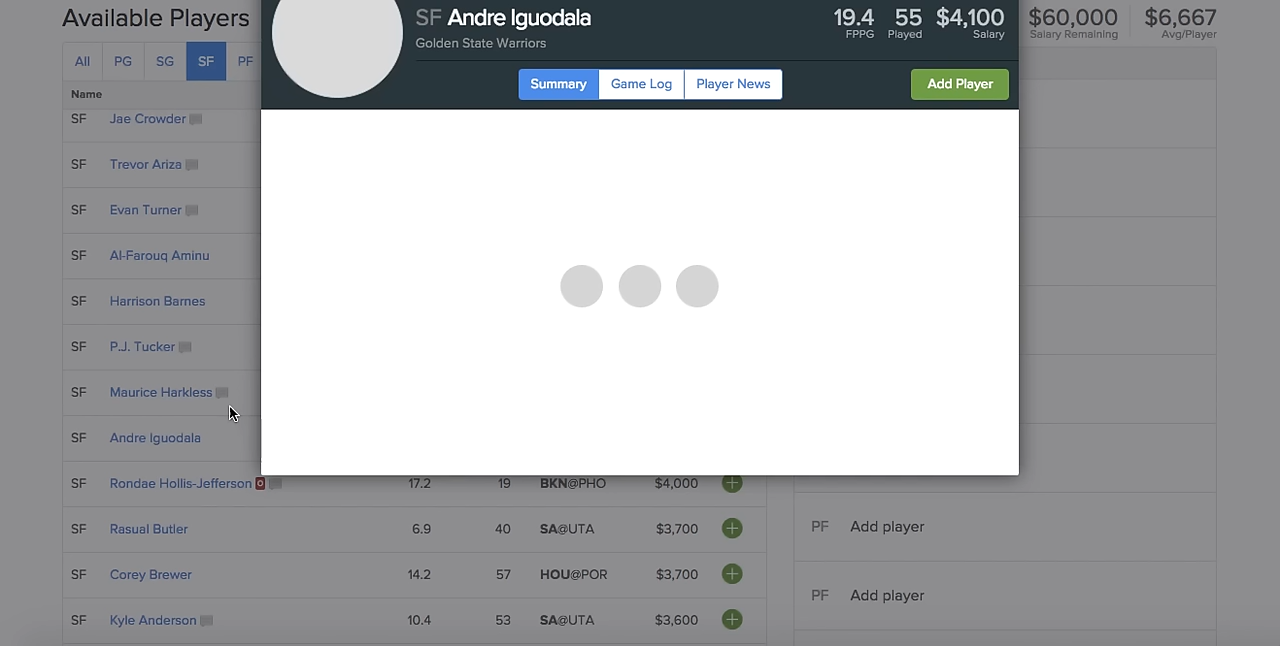 Available Players
SF Andre Iguodala
Golden State Warriors
19.4 55 $4,100
FPPG Played Salary
$60,000 $6,667
Salary Remaining Avg/Player
All PG SG SF PF
Summary Game Log Player News Add Player
Name
SF Jae Crowder
SF Trevor Ariza
SF Evan Turner
SF Al-Farouq Aminu
SF Harrison Barnes
SF P.J. Tucker
SF Maurice Harkless
SF Andre Iguodala
SF Rondae Hollis-Jefferson O 17.2 19 BKN@PHO $4,000
SF Rasual Butler 6.9 40 SA@UTA $3,700
PF Add player
SF Corey Brewer 14.2 57 HOU@POR $3,700
PF Add player
SF Kyle Anderson 10.4 53 SA@UTA $3,600